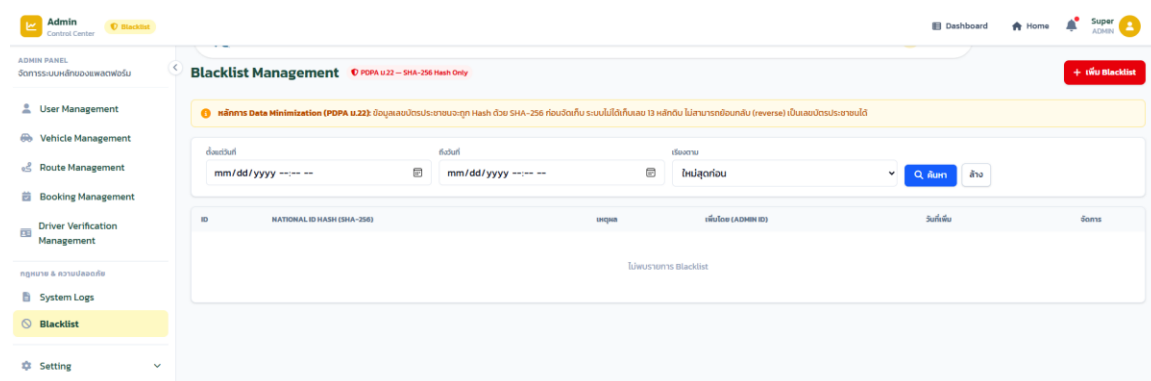 Admin
Control Center
Blacklist
Dashboard
Home
Super
ADMIN
ADMIN PANEL
จัดการระบบหลักของแพลตฟอร์ม
User Management
Vehicle Management
Route Management
Booking Management
Driver Verification
Management
กฎหมาย & ความปลอดภัย
System Logs
Blacklist
Setting
Blacklist Management
PDPA ม.22 — SHA-256 Hash Only
+ เพิ่ม Blacklist
หลักการ Data Minimization (PDPA ม.22): ข้อมูลเลขบัตรประชาชนจะถูก Hash ด้วย SHA-256 ก่อนจัดเก็บ ระบบไม่ได้เก็บเลข 13 หลักดิบ ไม่สามารถย้อนกลับ (reverse) เป็นเลขบัตรประชาชนได้
ตั้งแต่วันที่
ถึงวันที่
เรียงตาม
mm/dd/yyyy --:-- --
mm/dd/yyyy --:-- --
ใหม่สุดก่อน
ค้นหา
ล้าง
ID
NATIONAL ID HASH (SHA-256)
เหตุผล
เพิ่มโดย (ADMIN ID)
วันที่เพิ่ม
จัดการ
ไม่พบรายการ Blacklist